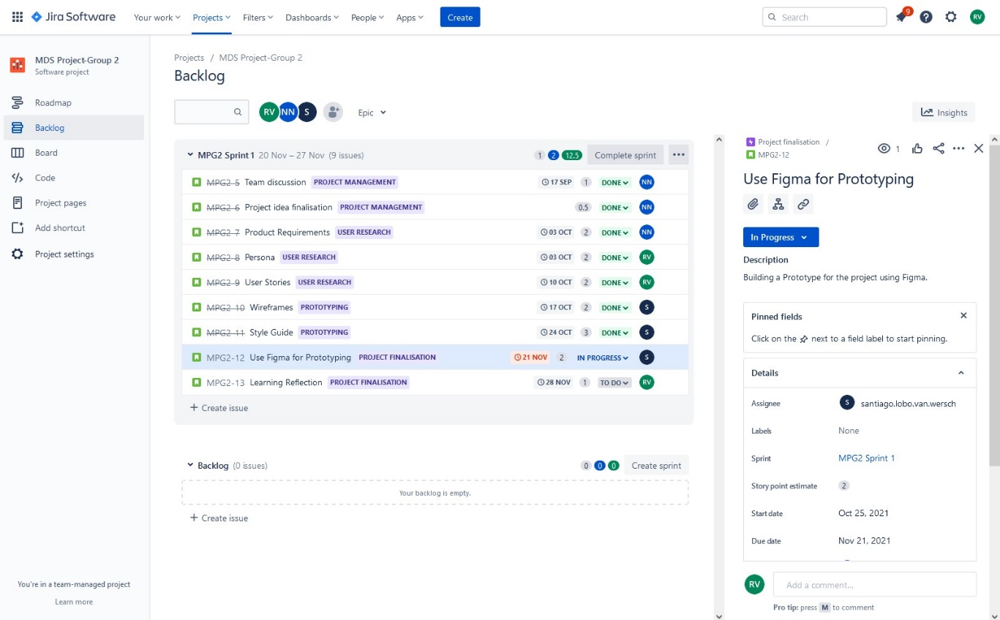 Jira Software Your work Projects Filters Dashboards People Apps Create Search 9 RV
MDS Project-Group 2
Software project
Roadmap
Backlog
Board
Code
Project pages
Add shortcut
Project settings
You're in a team-managed project
Learn more
Projects / MDS Project-Group 2
Backlog
RV NN S Epic Insights
MPG2 Sprint 1 20 Nov – 27 Nov (9 issues) 1 2 12.5 Complete sprint
MPG2-5 Team discussion PROJECT MANAGEMENT 17 SEP 1 DONE NN
MPG2-6 Project idea finalisation PROJECT MANAGEMENT 0.5 DONE NN
MPG2-7 Product Requirements USER RESEARCH 03 OCT 2 DONE NN
MPG2-8 Persona USER RESEARCH 03 OCT 2 DONE RV
MPG2-9 User Stories USER RESEARCH 10 OCT 2 DONE RV
MPG2-10 Wireframes PROTOTYPING 17 OCT 2 DONE S
MPG2-11 Style Guide PROTOTYPING 24 OCT 3 DONE S
MPG2-12 Use Figma for Prototyping PROJECT FINALISATION 21 NOV 2 IN PROGRESS S
MPG2-13 Learning Reflection PROJECT FINALISATION 28 NOV 1 TO DO RV
+ Create issue
Backlog (0 issues) 0 0 0 Create sprint
Your backlog is empty.
+ Create issue
Project finalisation /
MPG2-12
1
Use Figma for Prototyping
In Progress
Description
Building a Prototype for the project using Figma.
Pinned fields
Click on the next to a field label to start pinning.
Details
Assignee S santiago.lobo.van.wersch
Labels None
Sprint MPG2 Sprint 1
Story point estimate 2
Start date Oct 25, 2021
Due date Nov 21, 2021
RV Add a comment...
Pro tip: press M to comment